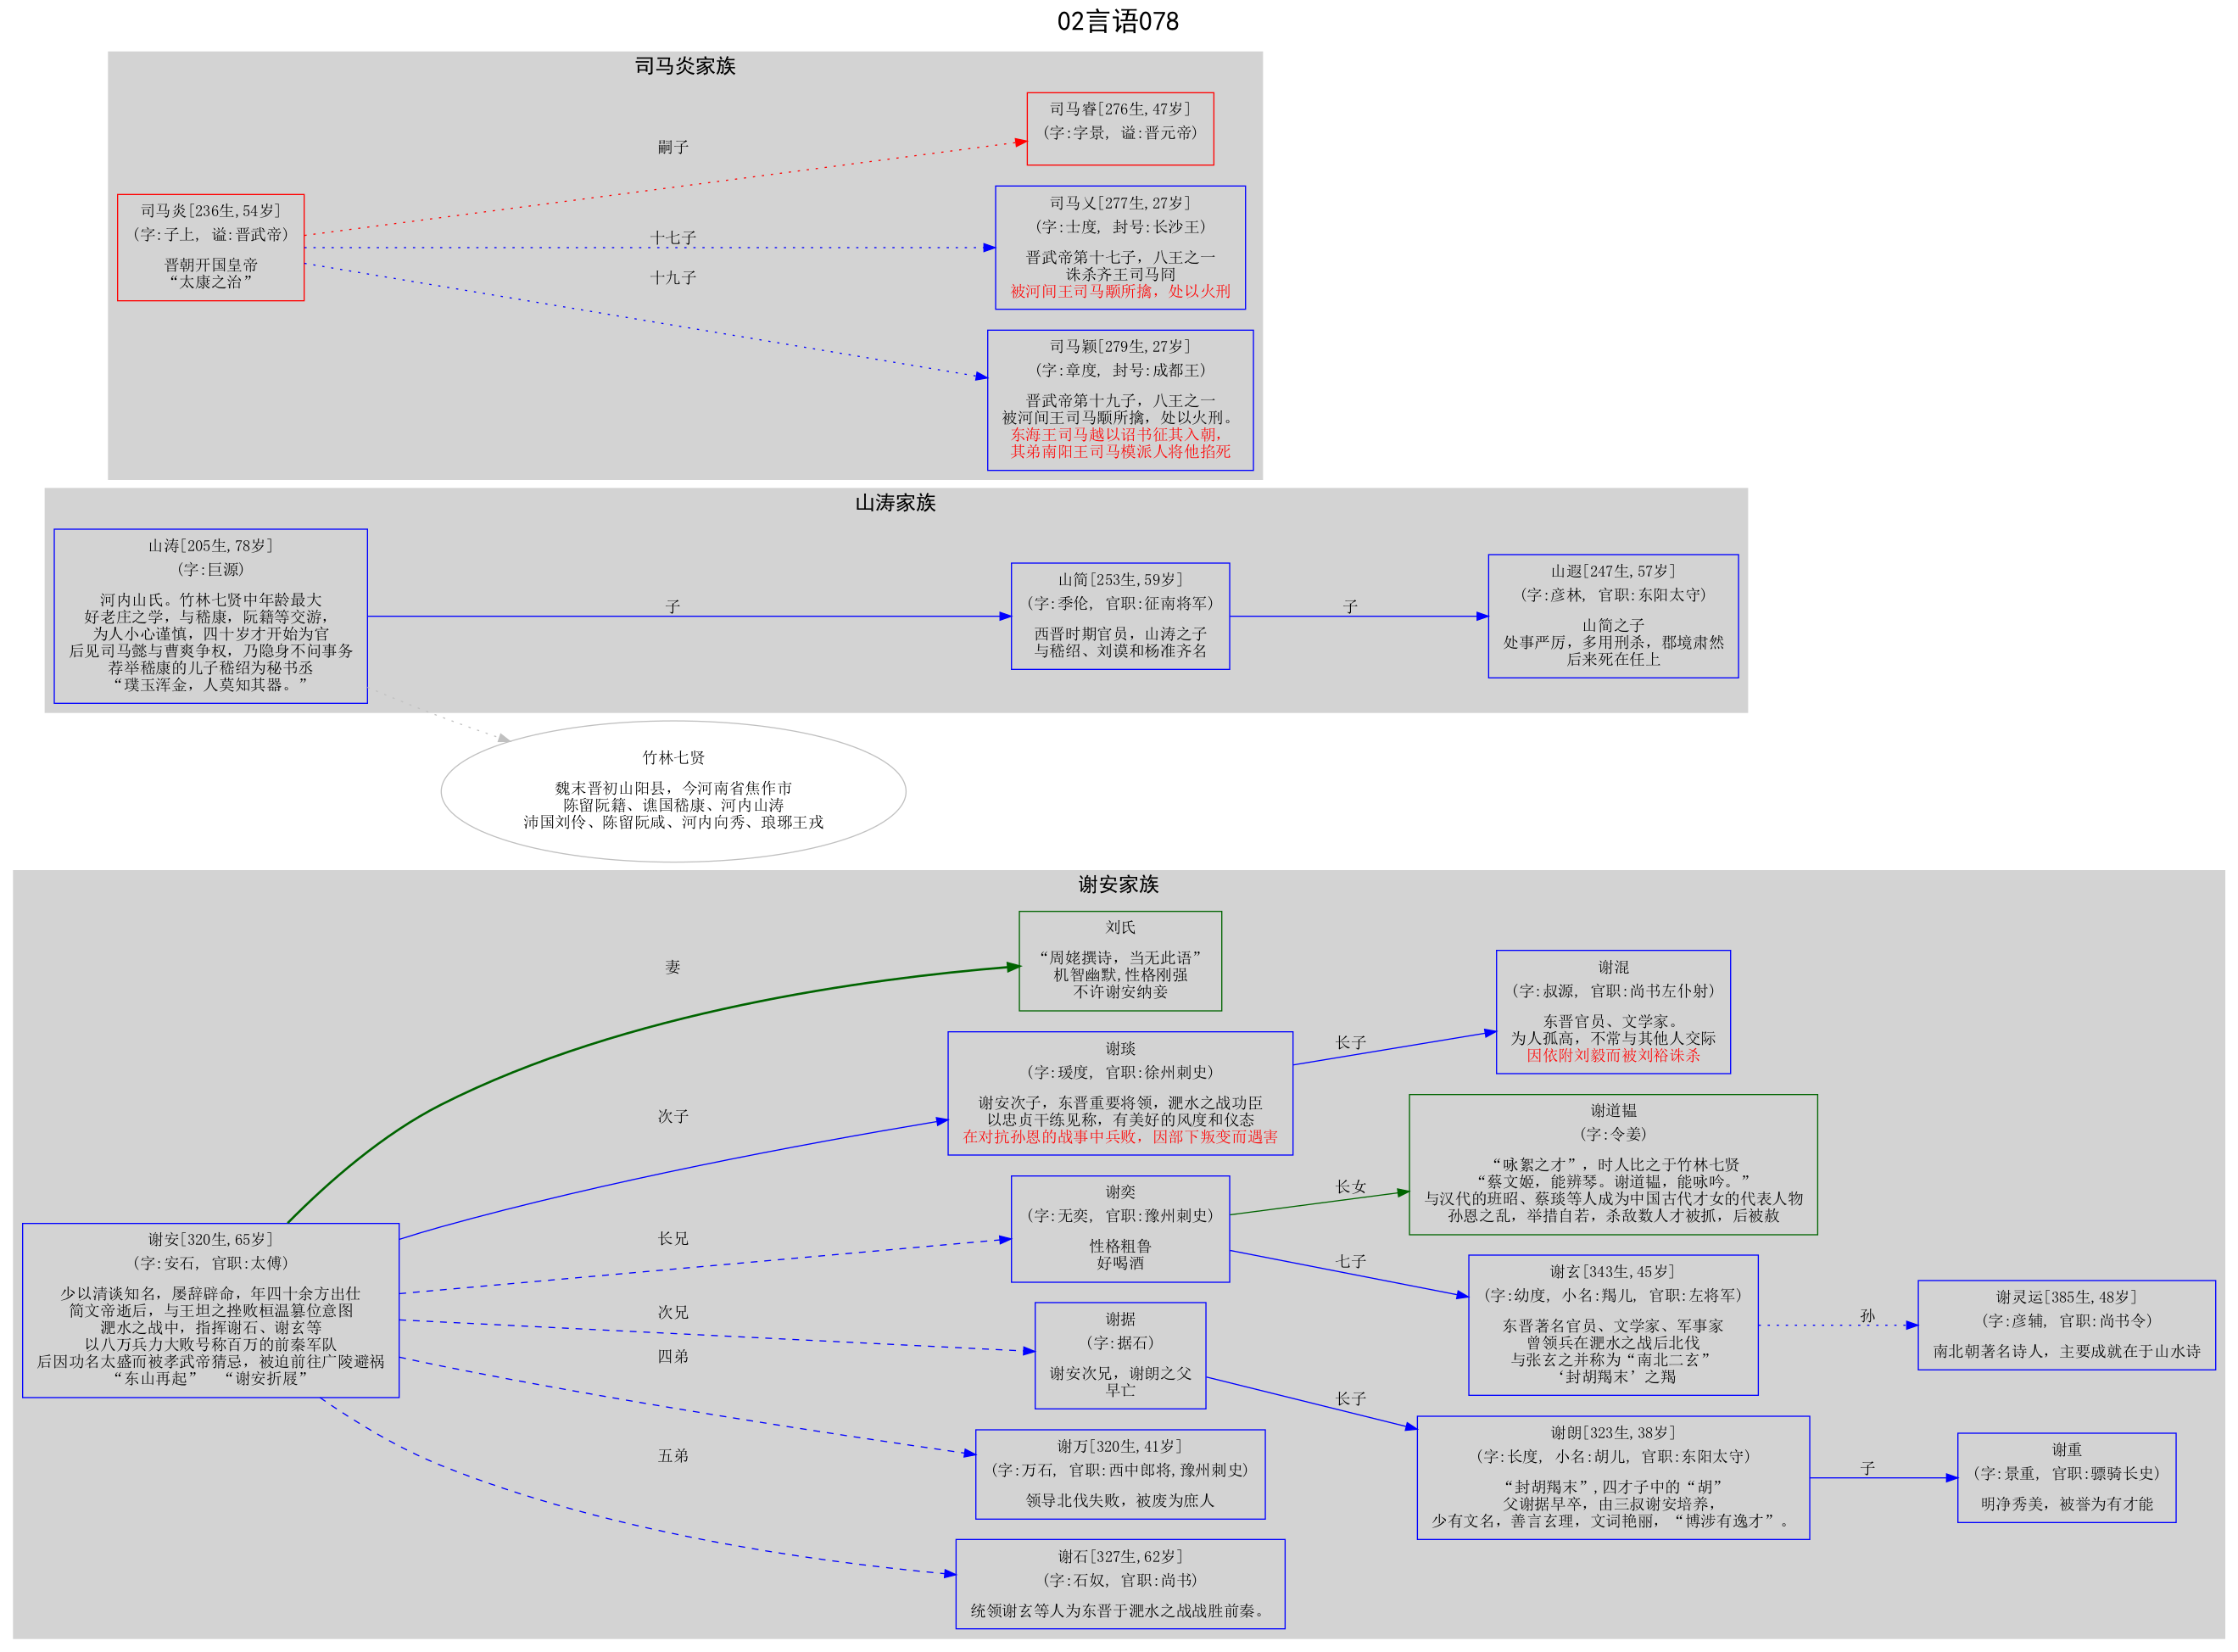 02言语078
司马炎家族
司马炎[236生,54岁]
(字:子上, 谥:晋武帝)
晋朝开国皇帝
“太康之治”
嗣子
司马睿[276生,47岁]
(字:字景, 谥:晋元帝)
十七子
司马乂[277生,27岁]
(字:士度, 封号:长沙王)
晋武帝第十七子，八王之一
诛杀齐王司马冏
被河间王司马颙所擒，处以火刑
十九子
司马颖[279生,27岁]
(字:章度, 封号:成都王)
晋武帝第十九子，八王之一
被河间王司马颙所擒，处以火刑。
东海王司马越以诏书征其入朝，
其弟南阳王司马模派人将他掐死
山涛家族
山涛[205生,78岁]
(字:巨源)
河内山氏。竹林七贤中年龄最大
好老庄之学，与嵇康，阮籍等交游，
为人小心谨慎，四十岁才开始为官
后见司马懿与曹爽争权，乃隐身不问事务
荐举嵇康的儿子嵇绍为秘书丞
“璞玉浑金，人莫知其器。”
子
山简[253生,59岁]
(字:季伦, 官职:征南将军)
西晋时期官员，山涛之子
与嵇绍、刘谟和杨准齐名
子
山遐[247生,57岁]
(字:彦林, 官职:东阳太守)
山简之子
处事严厉，多用刑杀，郡境肃然
后来死在任上
竹林七贤
魏末晋初山阳县，今河南省焦作市
陈留阮籍、谯国嵇康、河内山涛
沛国刘伶、陈留阮咸、河内向秀、琅琊王戎
谢安家族
谢安[320生,65岁]
(字:安石, 官职:太傅)
少以清谈知名，屡辞辟命，年四十余方出仕
简文帝逝后，与王坦之挫败桓温篡位意图
淝水之战中，指挥谢石、谢玄等
以八万兵力大败号称百万的前秦军队
后因功名太盛而被孝武帝猜忌，被迫前往广陵避祸
“东山再起” “谢安折屐”
妻
刘氏
“周姥撰诗，当无此语”
机智幽默,性格刚强
不许谢安纳妾
次子
谢琰
(字:瑗度, 官职:徐州刺史)
谢安次子，东晋重要将领，淝水之战功臣
以忠贞干练见称，有美好的风度和仪态
在对抗孙恩的战事中兵败，因部下叛变而遇害
长子
谢混
(字:叔源, 官职:尚书左仆射)
东晋官员、文学家。
为人孤高，不常与其他人交际
因依附刘毅而被刘裕诛杀
长兄
谢奕
(字:无奕, 官职:豫州刺史)
性格粗鲁
好喝酒
长女
谢道韫
(字:令姜)
“咏絮之才”，时人比之于竹林七贤
“蔡文姬，能辨琴。谢道韫，能咏吟。”
与汉代的班昭、蔡琰等人成为中国古代才女的代表人物
孙恩之乱，举措自若，杀敌数人才被抓，后被赦
七子
谢玄[343生,45岁]
(字:幼度, 小名:羯儿, 官职:左将军)
东晋著名官员、文学家、军事家
曾领兵在淝水之战后北伐
与张玄之并称为“南北二玄”
‘封胡羯末’之羯
孙
谢灵运[385生,48岁]
(字:彦辅, 官职:尚书令)
南北朝著名诗人，主要成就在于山水诗
次兄
谢据
(字:据石)
谢安次兄，谢朗之父
早亡
长子
谢朗[323生,38岁]
(字:长度, 小名:胡儿, 官职:东阳太守)
“封胡羯末”,四才子中的“胡”
父谢据早卒，由三叔谢安培养，
少有文名，善言玄理，文词艳丽，“博涉有逸才”。
子
谢重
(字:景重, 官职:骠骑长史)
明净秀美，被誉为有才能
四弟
谢万[320生,41岁]
(字:万石, 官职:西中郎将,豫州刺史)
领导北伐失败，被废为庶人
五弟
谢石[327生,62岁]
(字:石奴, 官职:尚书)
统领谢玄等人为东晋于淝水之战战胜前秦。